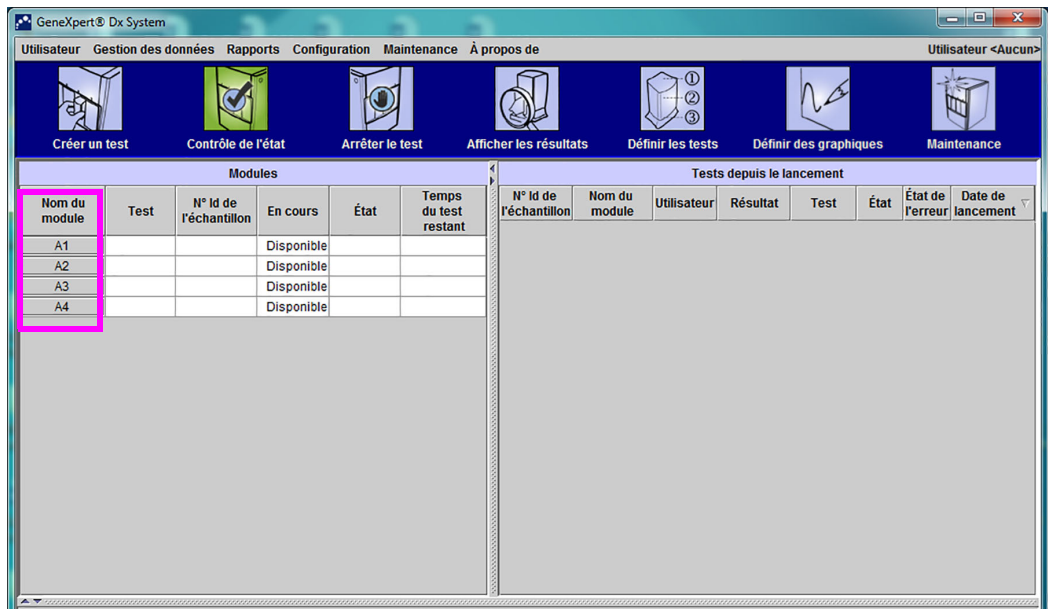 GeneXpert® Dx System
Utilisateur Gestion des données Rapports Configuration Maintenance À propos de Utilisateur <Aucun>
①
②
③
Créer un test Contrôle de l'état Arrêter le test Afficher les résultats Définir les tests Définir des graphiques Maintenance
Modules
Nom du module Test N° Id de l'échantillon En cours État Temps du test restant
A1 Disponible
A2 Disponible
A3 Disponible
A4 Disponible
Tests depuis le lancement
N° Id de l'échantillon Nom du module Utilisateur Résultat Test État État de l'erreur Date de lancement